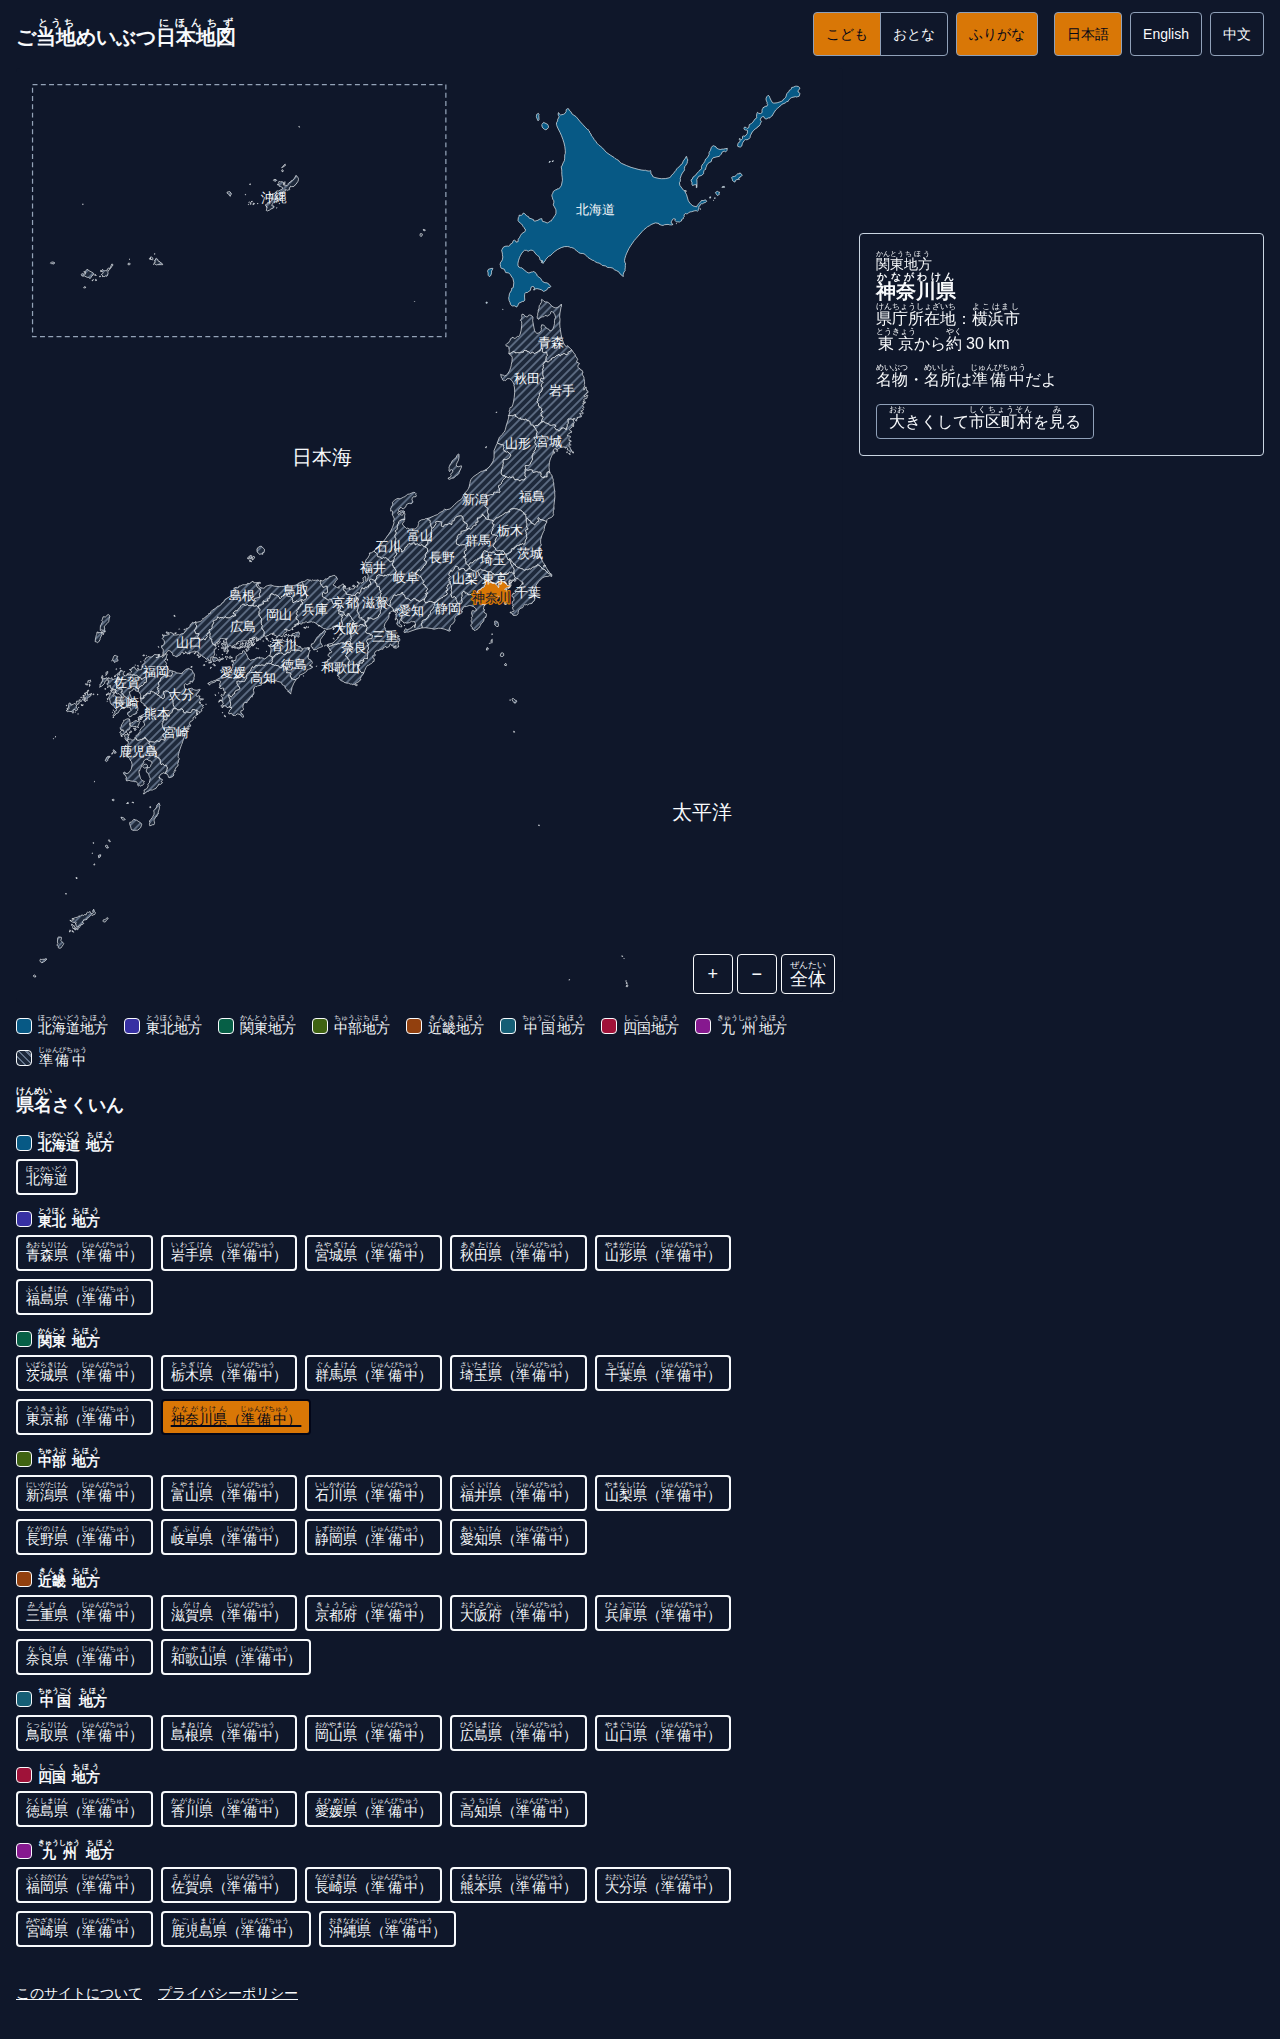 ご当地めいぶつ日本地図
こども おとな ふりがな 日本語 English 中文
北海道
沖縄
青森
秋田
岩手
山形 宮城
日本海
新潟 福島
富山 群馬 栃木
石川 長野 埼玉 茨城
福井 岐阜 山梨 東京
神奈川 千葉
島根 鳥取 兵庫 京都 滋賀 愛知 静岡
岡山
広島 大阪 三重
山口 香川 奈良
福岡 愛媛 高知 徳島 和歌山
佐賀 大分
長崎 熊本
宮崎
鹿児島
太平洋
関東地方
神奈川県
県庁所在地：横浜市
東京から約 30 km
名物・名所は準備中だよ
大きくして市区町村を見る
+ − 全体
北海道地方 東北地方 関東地方 中部地方 近畿地方 中国地方 四国地方 九州地方
準備中
県名さくいん
北海道 地方
北海道
東北 地方
青森県（準備中） 岩手県（準備中） 宮城県（準備中） 秋田県（準備中） 山形県（準備中）
福島県（準備中）
関東 地方
茨城県（準備中） 栃木県（準備中） 群馬県（準備中） 埼玉県（準備中） 千葉県（準備中）
東京都（準備中） 神奈川県（準備中）
中部 地方
新潟県（準備中） 富山県（準備中） 石川県（準備中） 福井県（準備中） 山梨県（準備中）
長野県（準備中） 岐阜県（準備中） 静岡県（準備中） 愛知県（準備中）
近畿 地方
三重県（準備中） 滋賀県（準備中） 京都府（準備中） 大阪府（準備中） 兵庫県（準備中）
奈良県（準備中） 和歌山県（準備中）
中国 地方
鳥取県（準備中） 島根県（準備中） 岡山県（準備中） 広島県（準備中） 山口県（準備中）
四国 地方
徳島県（準備中） 香川県（準備中） 愛媛県（準備中） 高知県（準備中）
九州 地方
福岡県（準備中） 佐賀県（準備中） 長崎県（準備中） 熊本県（準備中） 大分県（準備中）
宮崎県（準備中） 鹿児島県（準備中） 沖縄県（準備中）
このサイトについて プライバシーポリシー